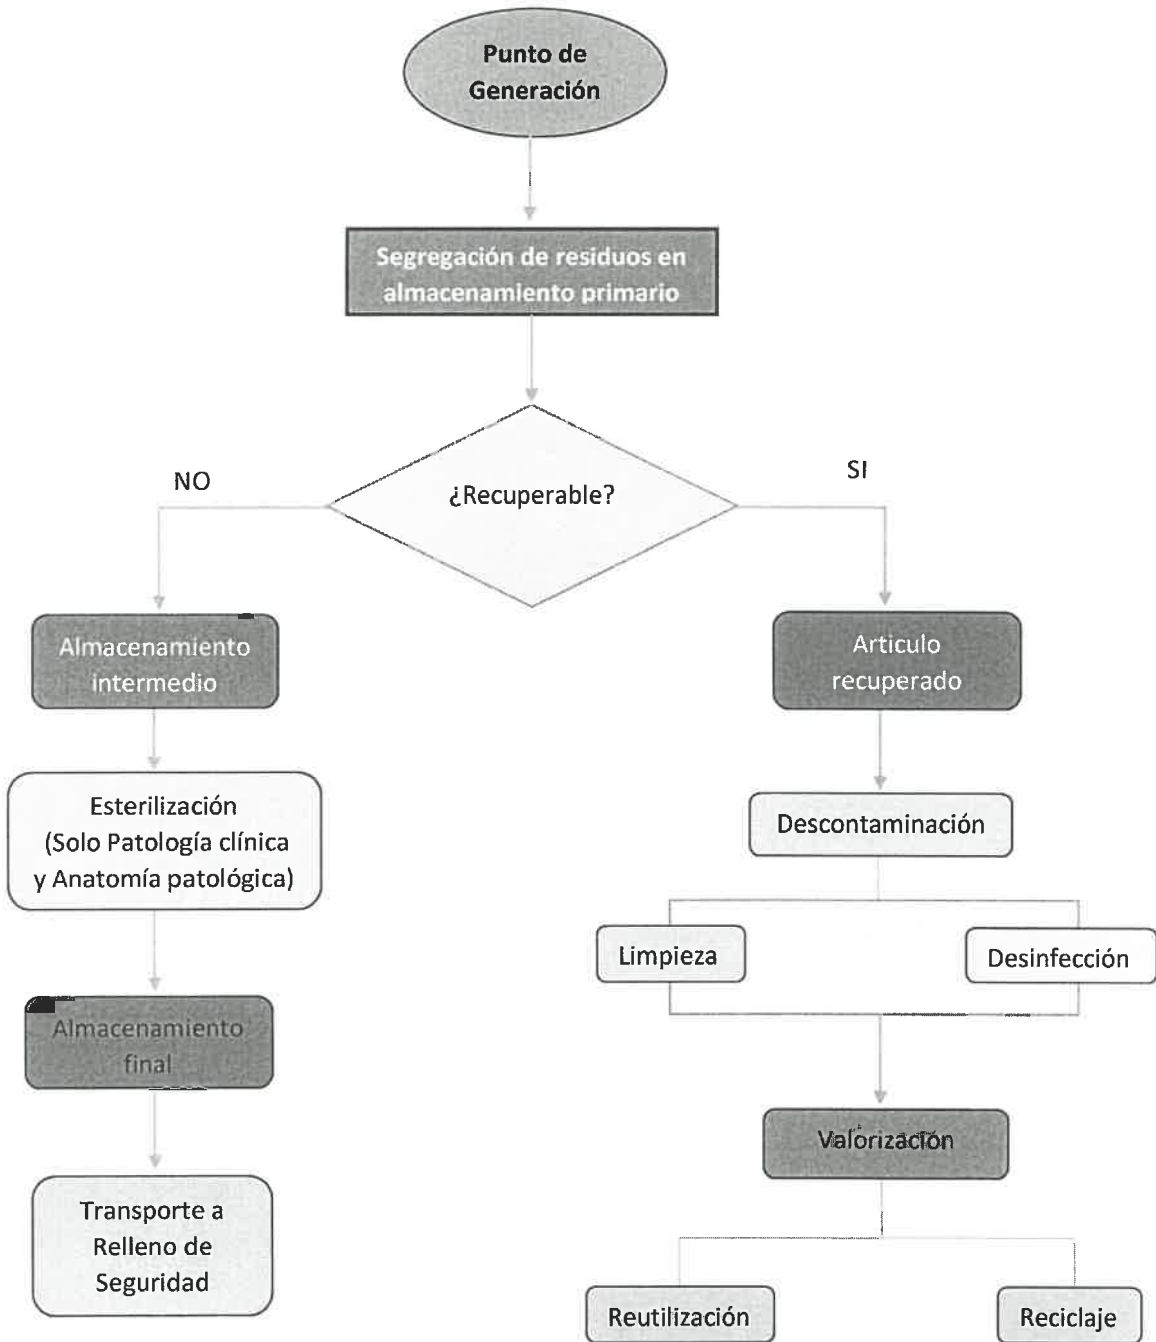 Punto de
Generación
Segregación de residuos en
almacenamiento primario
¿Recuperable?
NO
SI
Almacenamiento
intermedio
Articulo
recuperado
Esterilización
(Solo Patología clínica
y Anatomía patológica)
Descontaminación
Limpieza
Desinfección
Almacenamiento
final
Valorización
Transporte a
Relleno de
Seguridad
Reutilización
Reciclaje